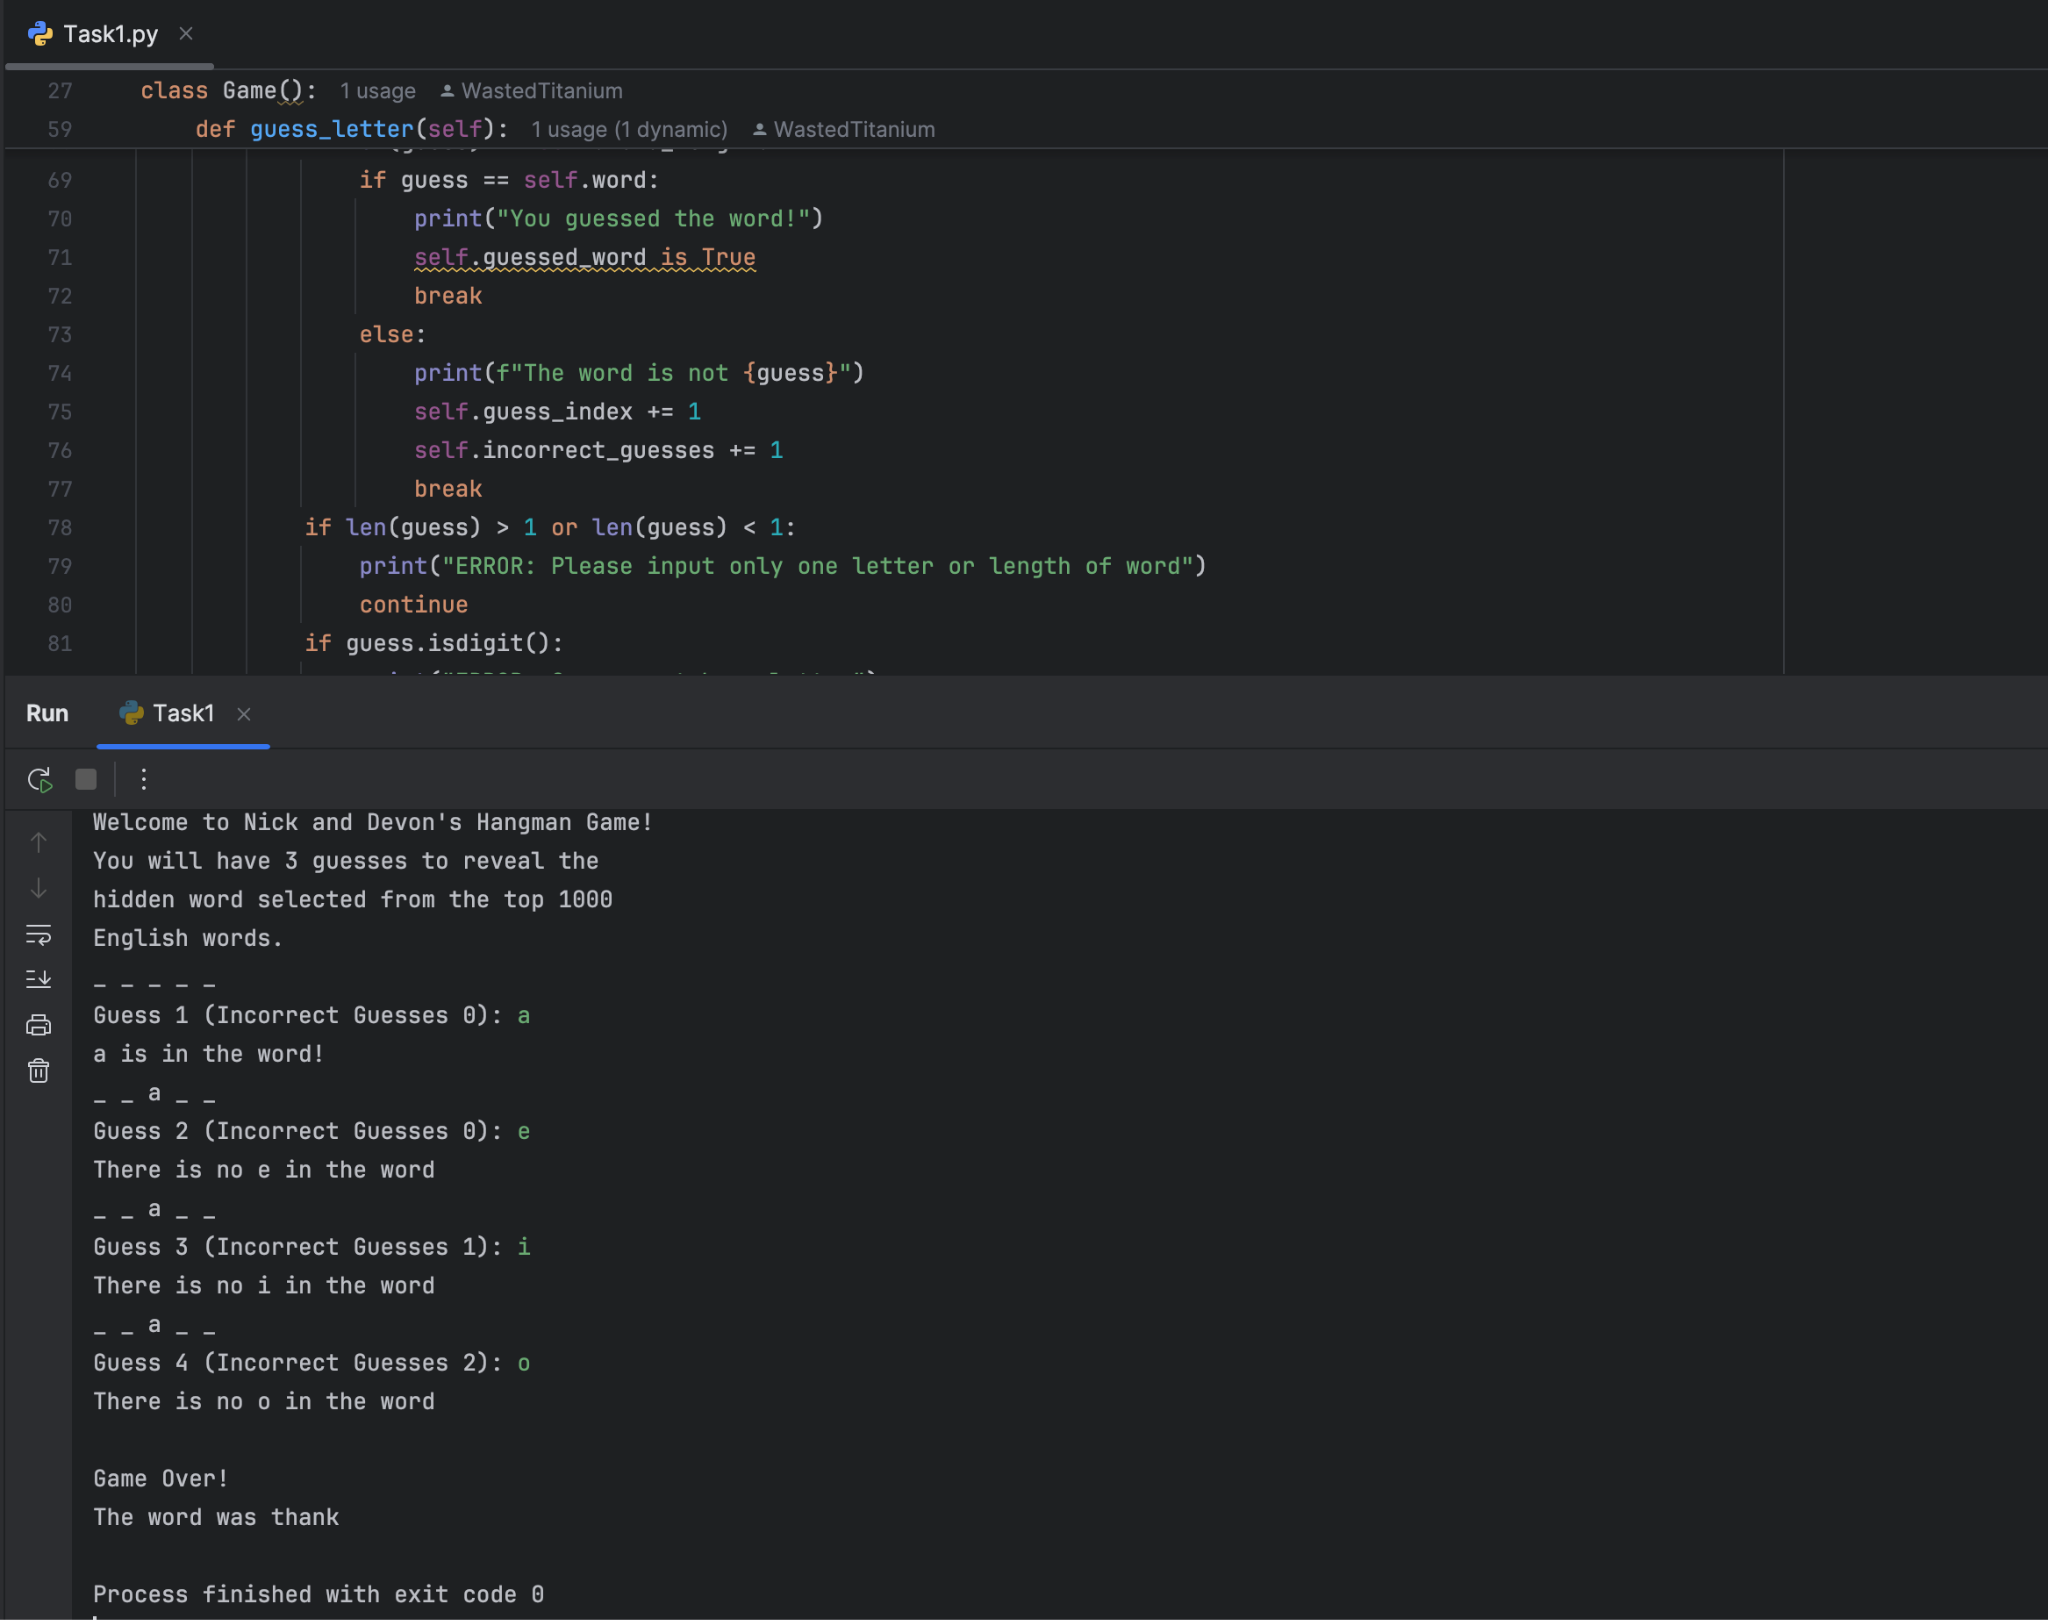 Task1.py
27 class Game(): 1 usage WastedTitanium
59 def guess_letter(self): 1 usage (1 dynamic) WastedTitanium
69 if guess == self.word:
70 print("You guessed the word!")
71 self.guessed_word is True
72 break
73 else:
74 print(f"The word is not {guess}")
75 self.guess_index += 1
76 self.incorrect_guesses += 1
77 break
78 if len(guess) > 1 or len(guess) < 1:
79 print("ERROR: Please input only one letter or length of word")
80 continue
81 if guess.isdigit():
Run Task1
Welcome to Nick and Devon's Hangman Game!
You will have 3 guesses to reveal the
hidden word selected from the top 1000
English words.
_ _ _ _ _
Guess 1 (Incorrect Guesses 0): a
a is in the word!
_ _ a _ _
Guess 2 (Incorrect Guesses 0): e
There is no e in the word
_ _ a _ _
Guess 3 (Incorrect Guesses 1): i
There is no i in the word
_ _ a _ _
Guess 4 (Incorrect Guesses 2): o
There is no o in the word
Game Over!
The word was thank
Process finished with exit code 0